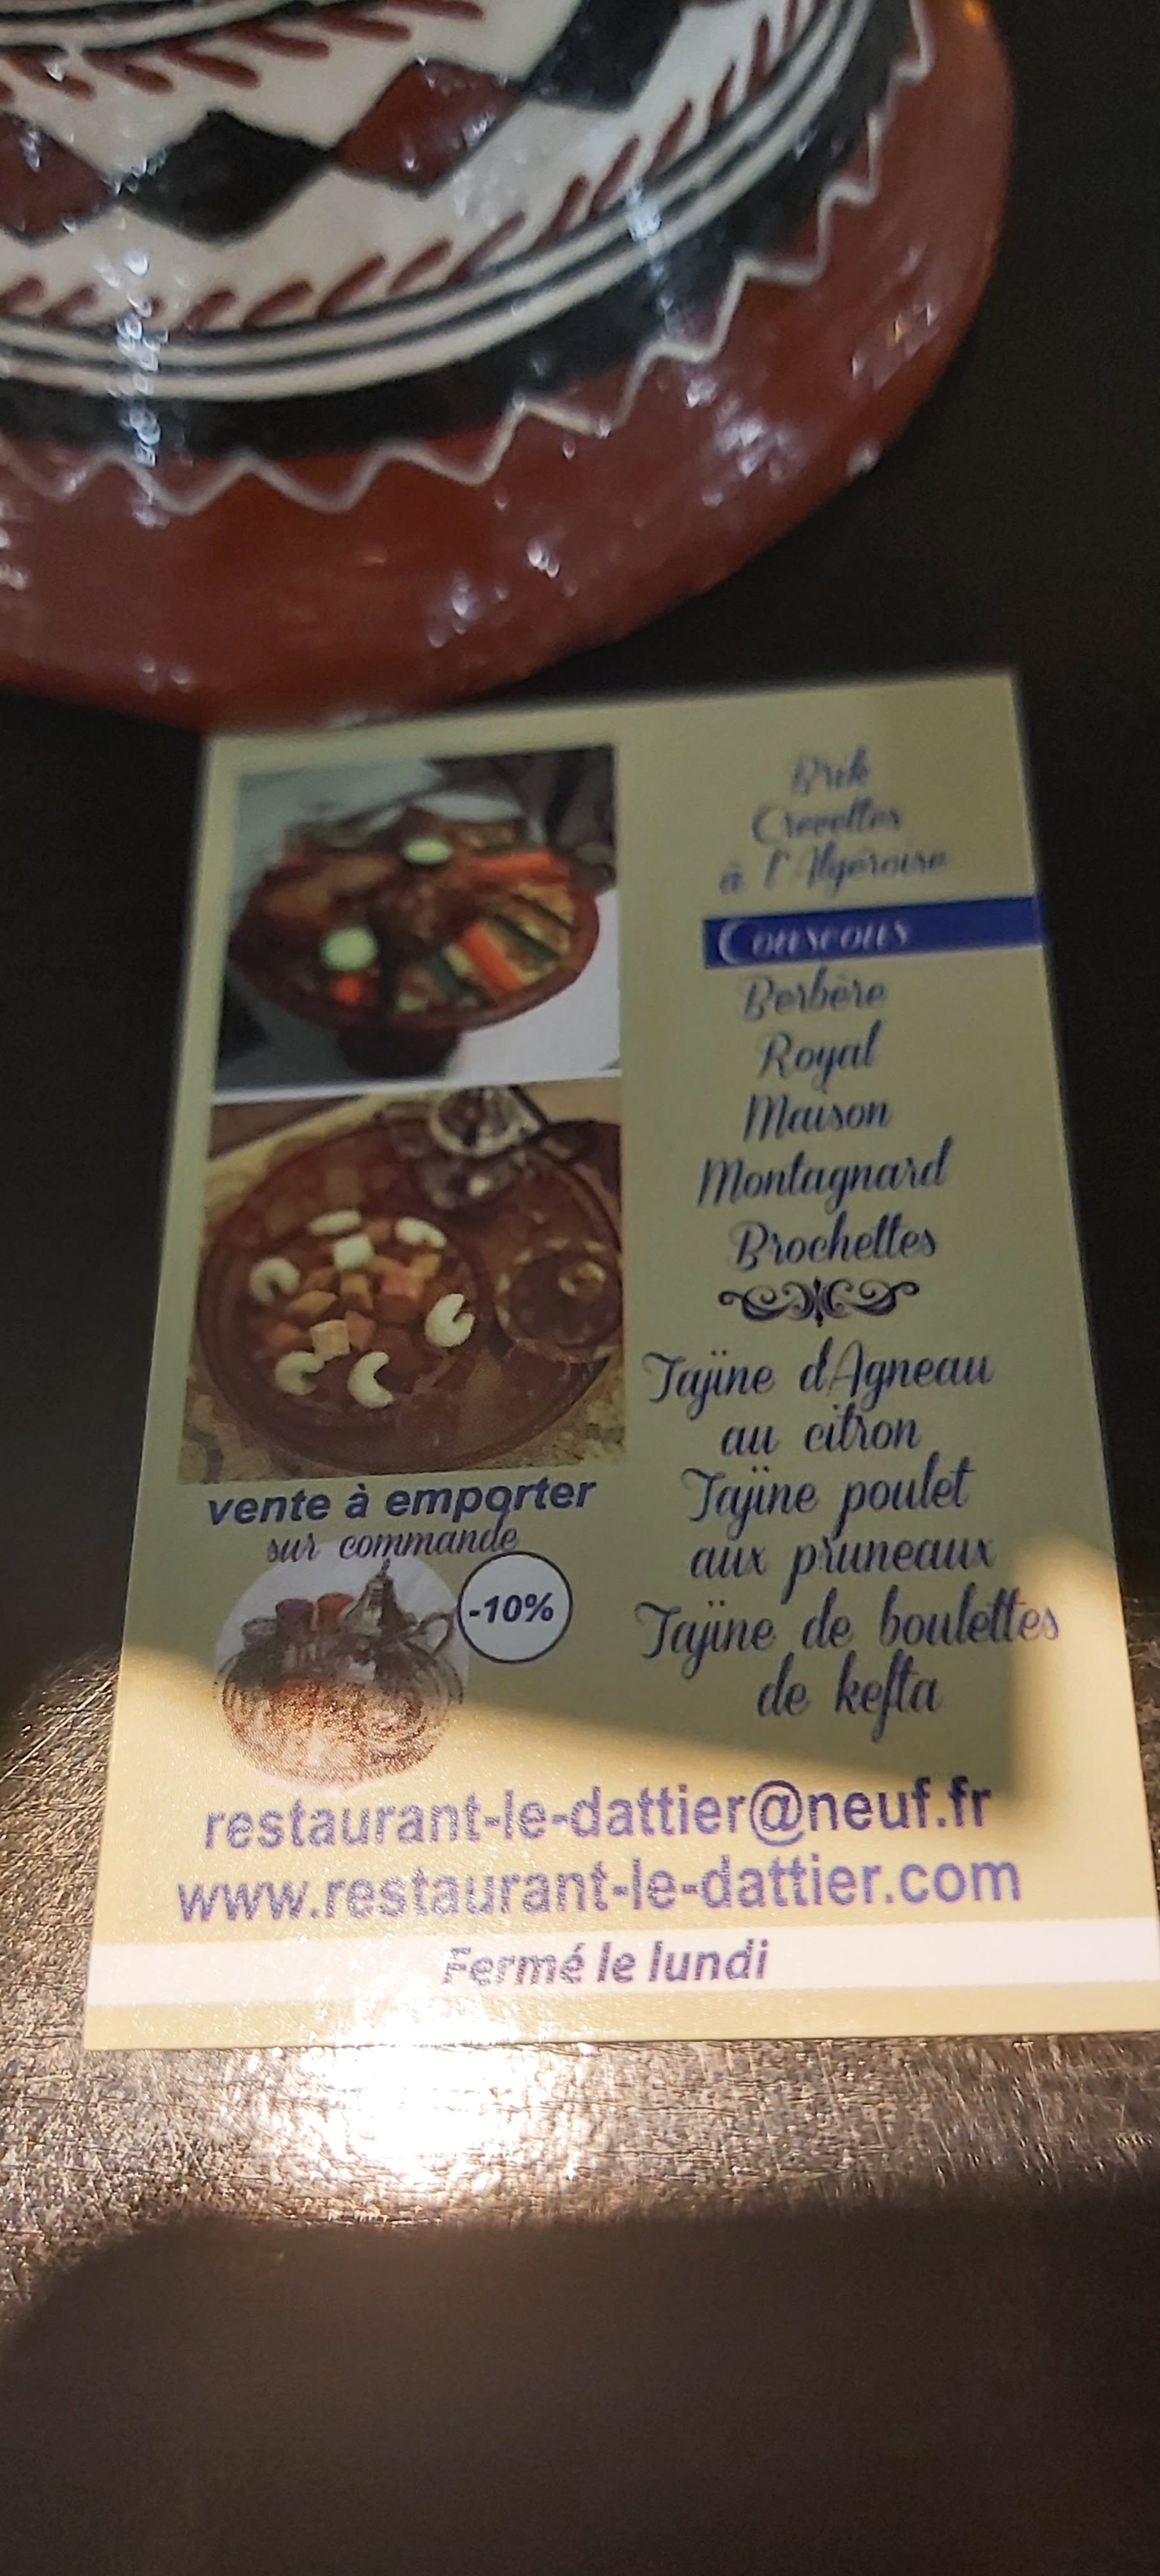 Brik
Crevettes
à l'Algéroise
Couscous
Berbère
Royal
Maison
Montagnard
Brochettes
Tajine d'Agneau
au citron
Tajine poulet
aux pruneaux
Tajine de boulettes
de kefta
vente à emporter
sur commande
-10%
restaurant-le-dattier@neuf.fr
www.restaurant-le-dattier.com
Fermé le lundi